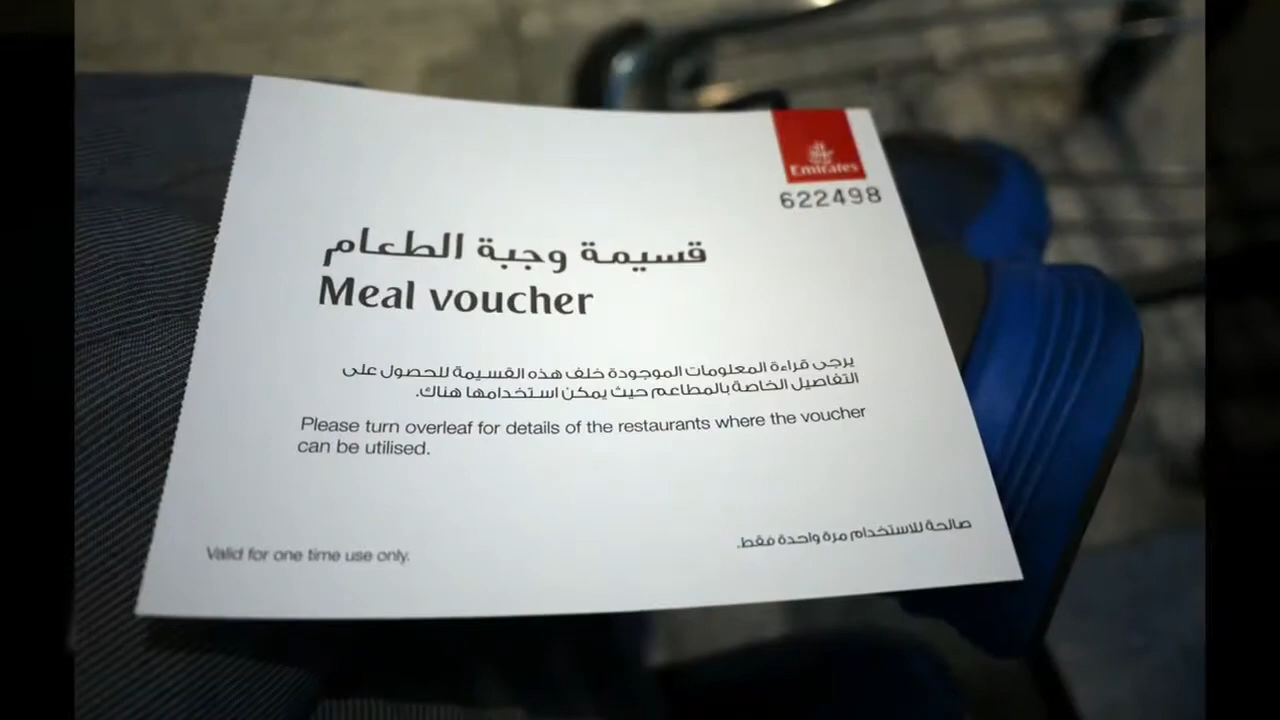 Emirates
622498
قسيمة وجبة الطعام
Meal voucher
يرجى قراءة المعلومات الموجودة خلف هذه القسيمة للحصول على
التفاصيل الخاصة بالمطاعم حيث يمكن استخدامها هناك.
Please turn overleaf for details of the restaurants where the voucher
can be utilised.
Valid for one time use only.
صالحة للاستخدام مرة واحدة فقط.